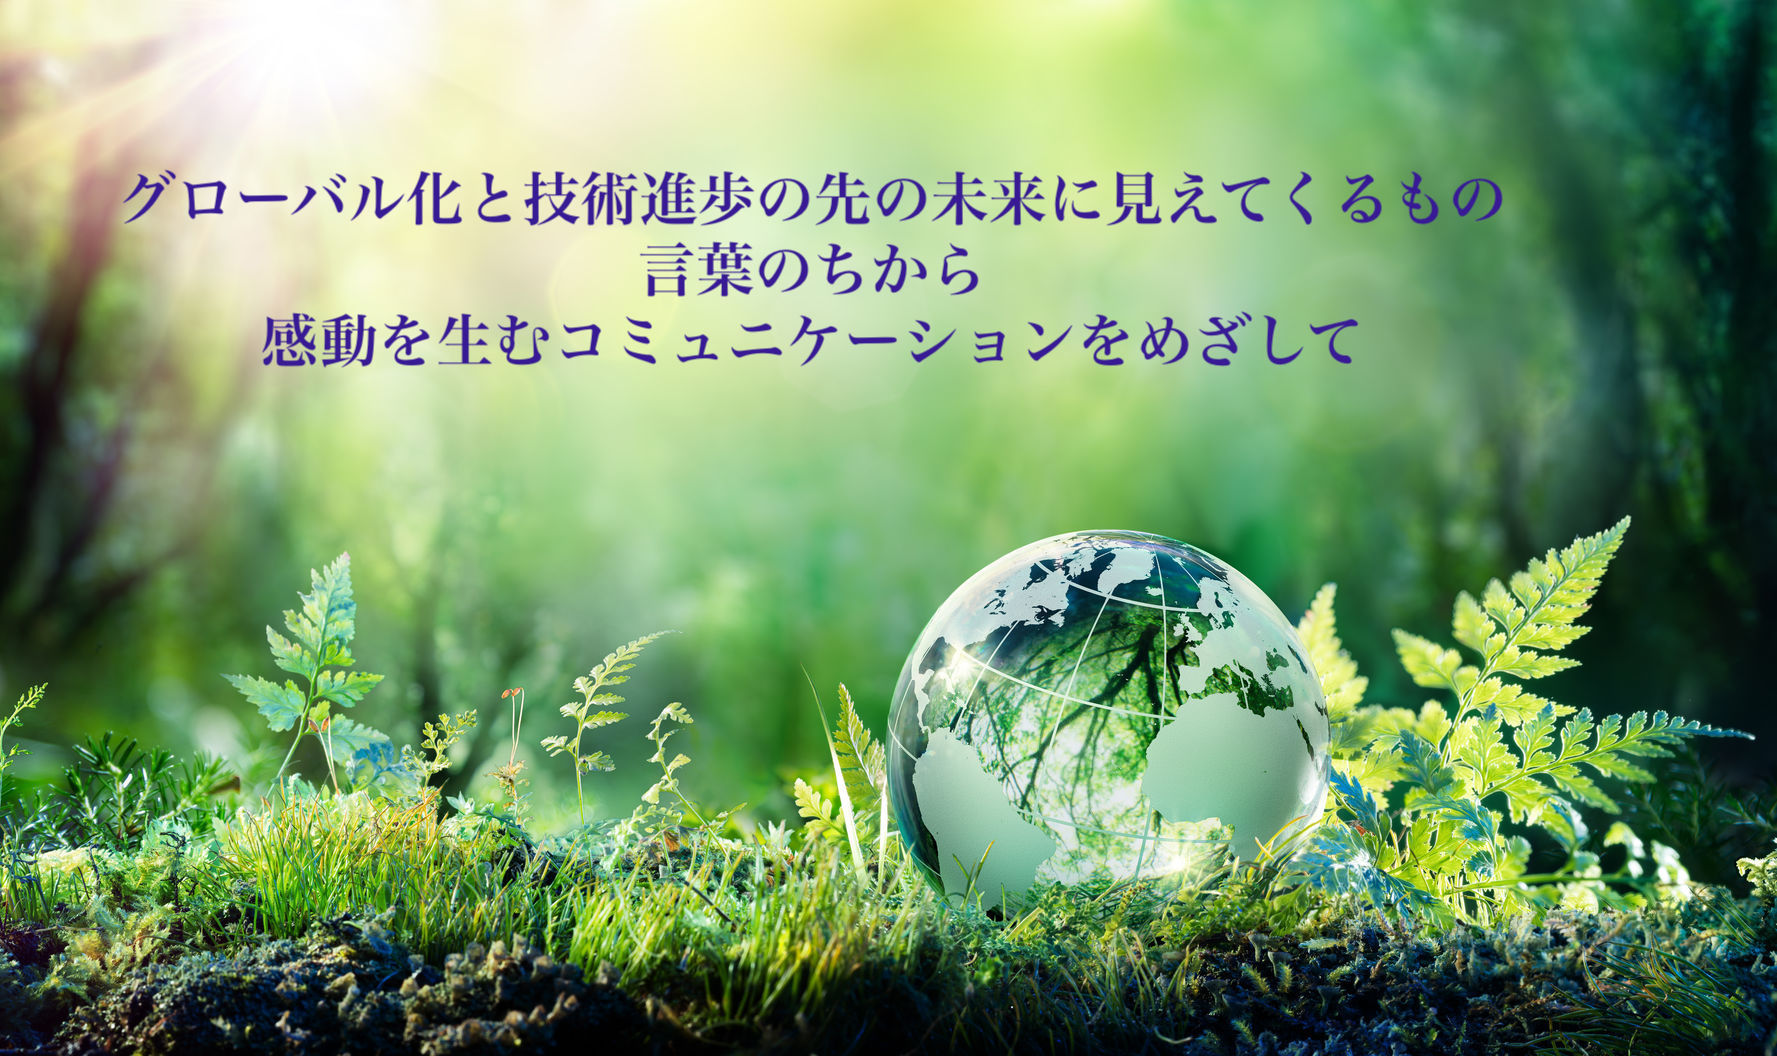 グローバル化と技術進歩の先の未来に見えてくるもの
言葉のちから
感動を生むコミュニケーションをめざして